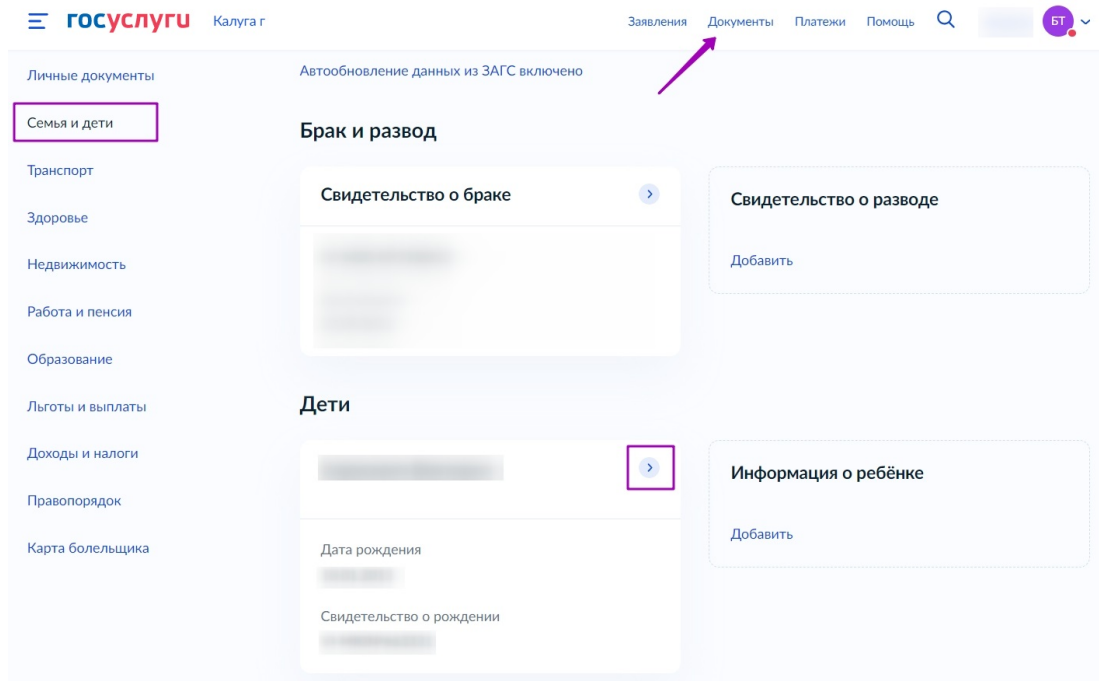 госуслуги Калуга г Заявления Документы Платежи Помощь БТ
Личные документы
Семья и дети
Транспорт
Здоровье
Недвижимость
Работа и пенсия
Образование
Льготы и выплаты
Доходы и налоги
Правопорядок
Карта болельщика
Автообновление данных из ЗАГС включено
Брак и развод
Свидетельство о браке
Свидетельство о разводе
Добавить
Дети
Дата рождения
Свидетельство о рождении
Информация о ребёнке
Добавить